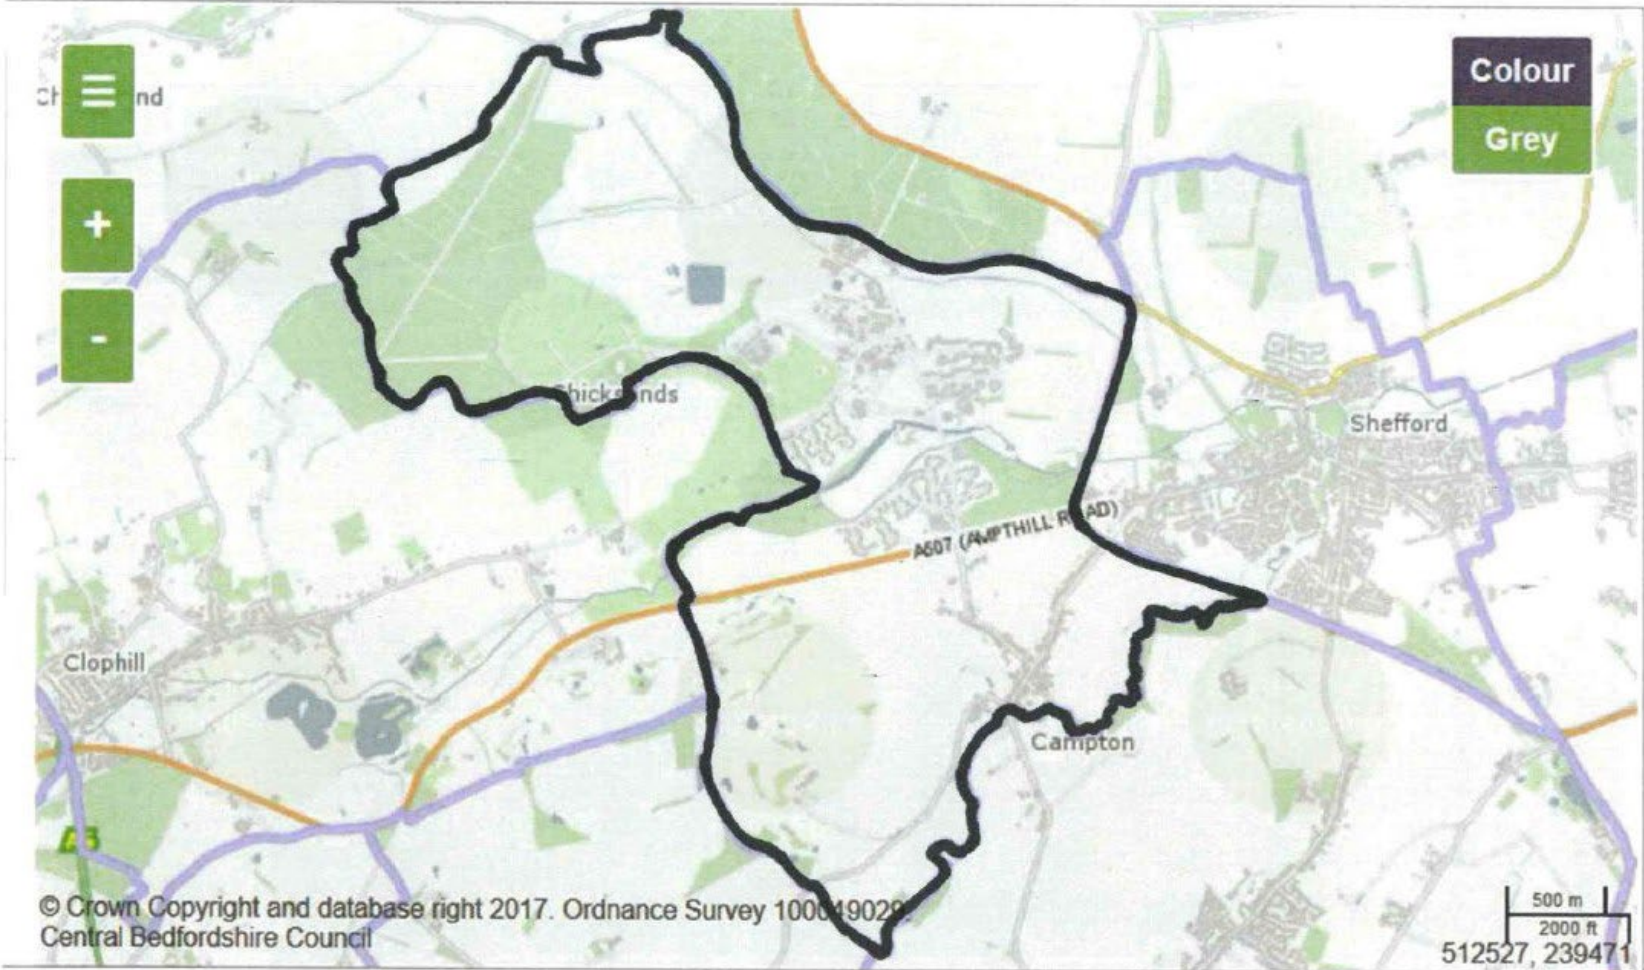 Colour
Grey
+
-
Chicksands
Shefford
A507 (AMPTHILL ROAD)
Clophill
Campton
© Crown Copyright and database right 2017. Ordnance Survey 100049029.
Central Bedfordshire Council
500 m
2000 ft
512527, 239471